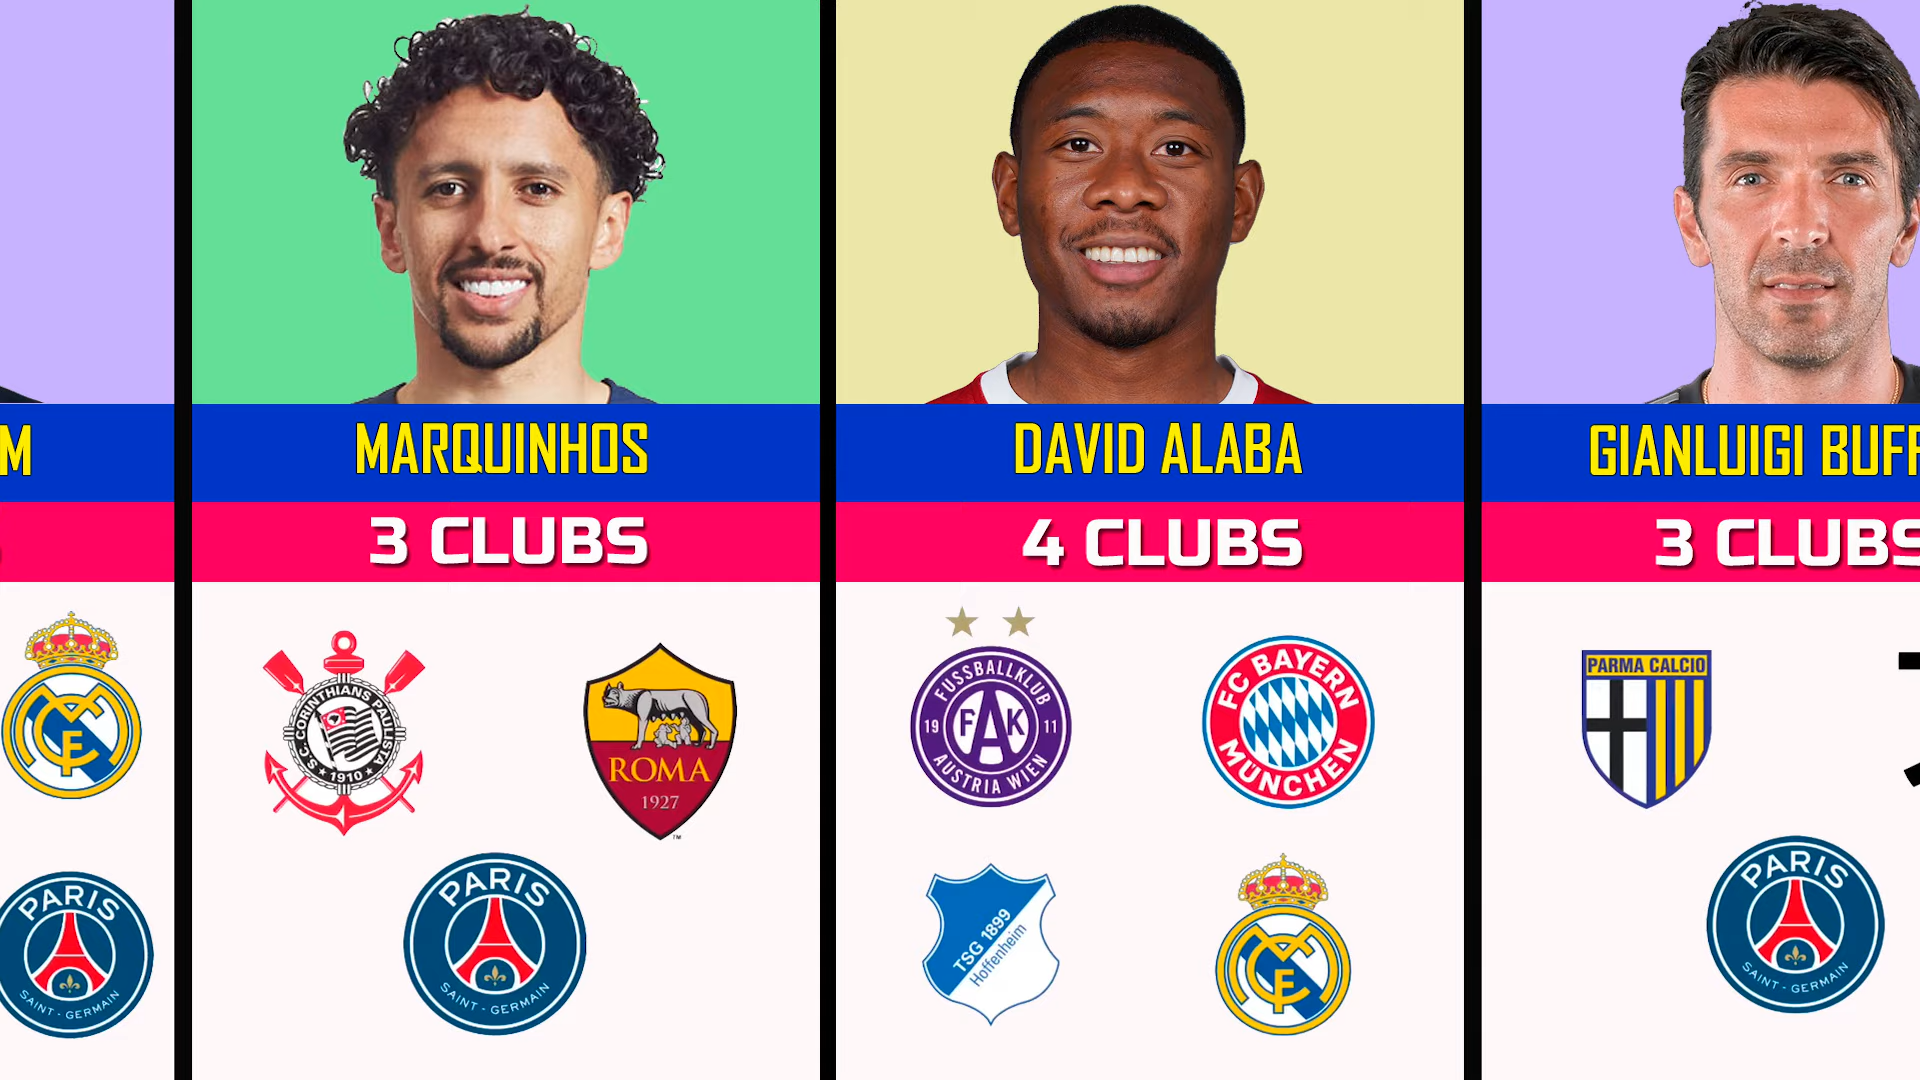 M
MARQUINHOS
3 CLUBS
S.C. CORINTHIANS PAULISTA
1910
ROMA
1927
TM
PARIS
SAINT-GERMAIN
DAVID ALABA
4 CLUBS
FUSSBALLKLUB
19 FAK 11
AUSTRIA WIEN
FC BAYERN
MÜNCHEN
TSG 1899
Hoffenheim
GIANLUIGI BUFF
3 CLUBS
PARMA CALCIO
PARIS
SAINT-GERMAIN
PARIS
SAINT-GERMAIN